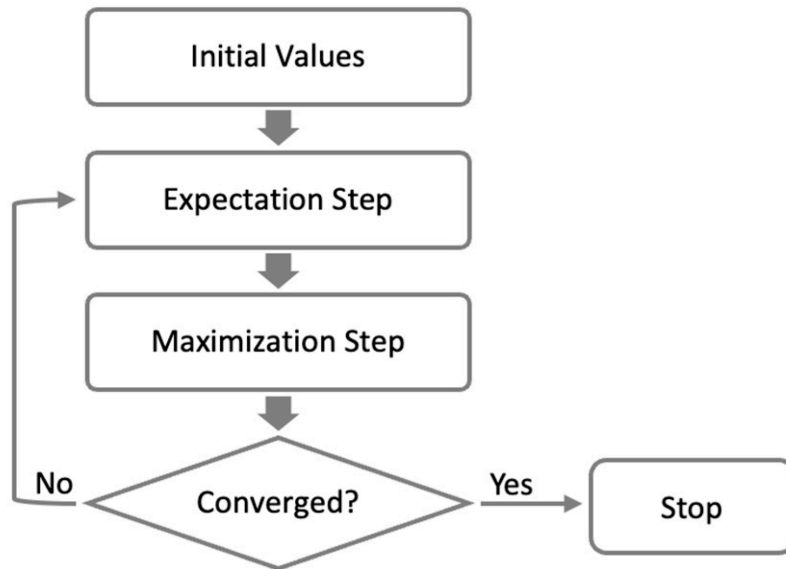 Initial Values
Expectation Step
Maximization Step
No
Converged?
Yes
Stop